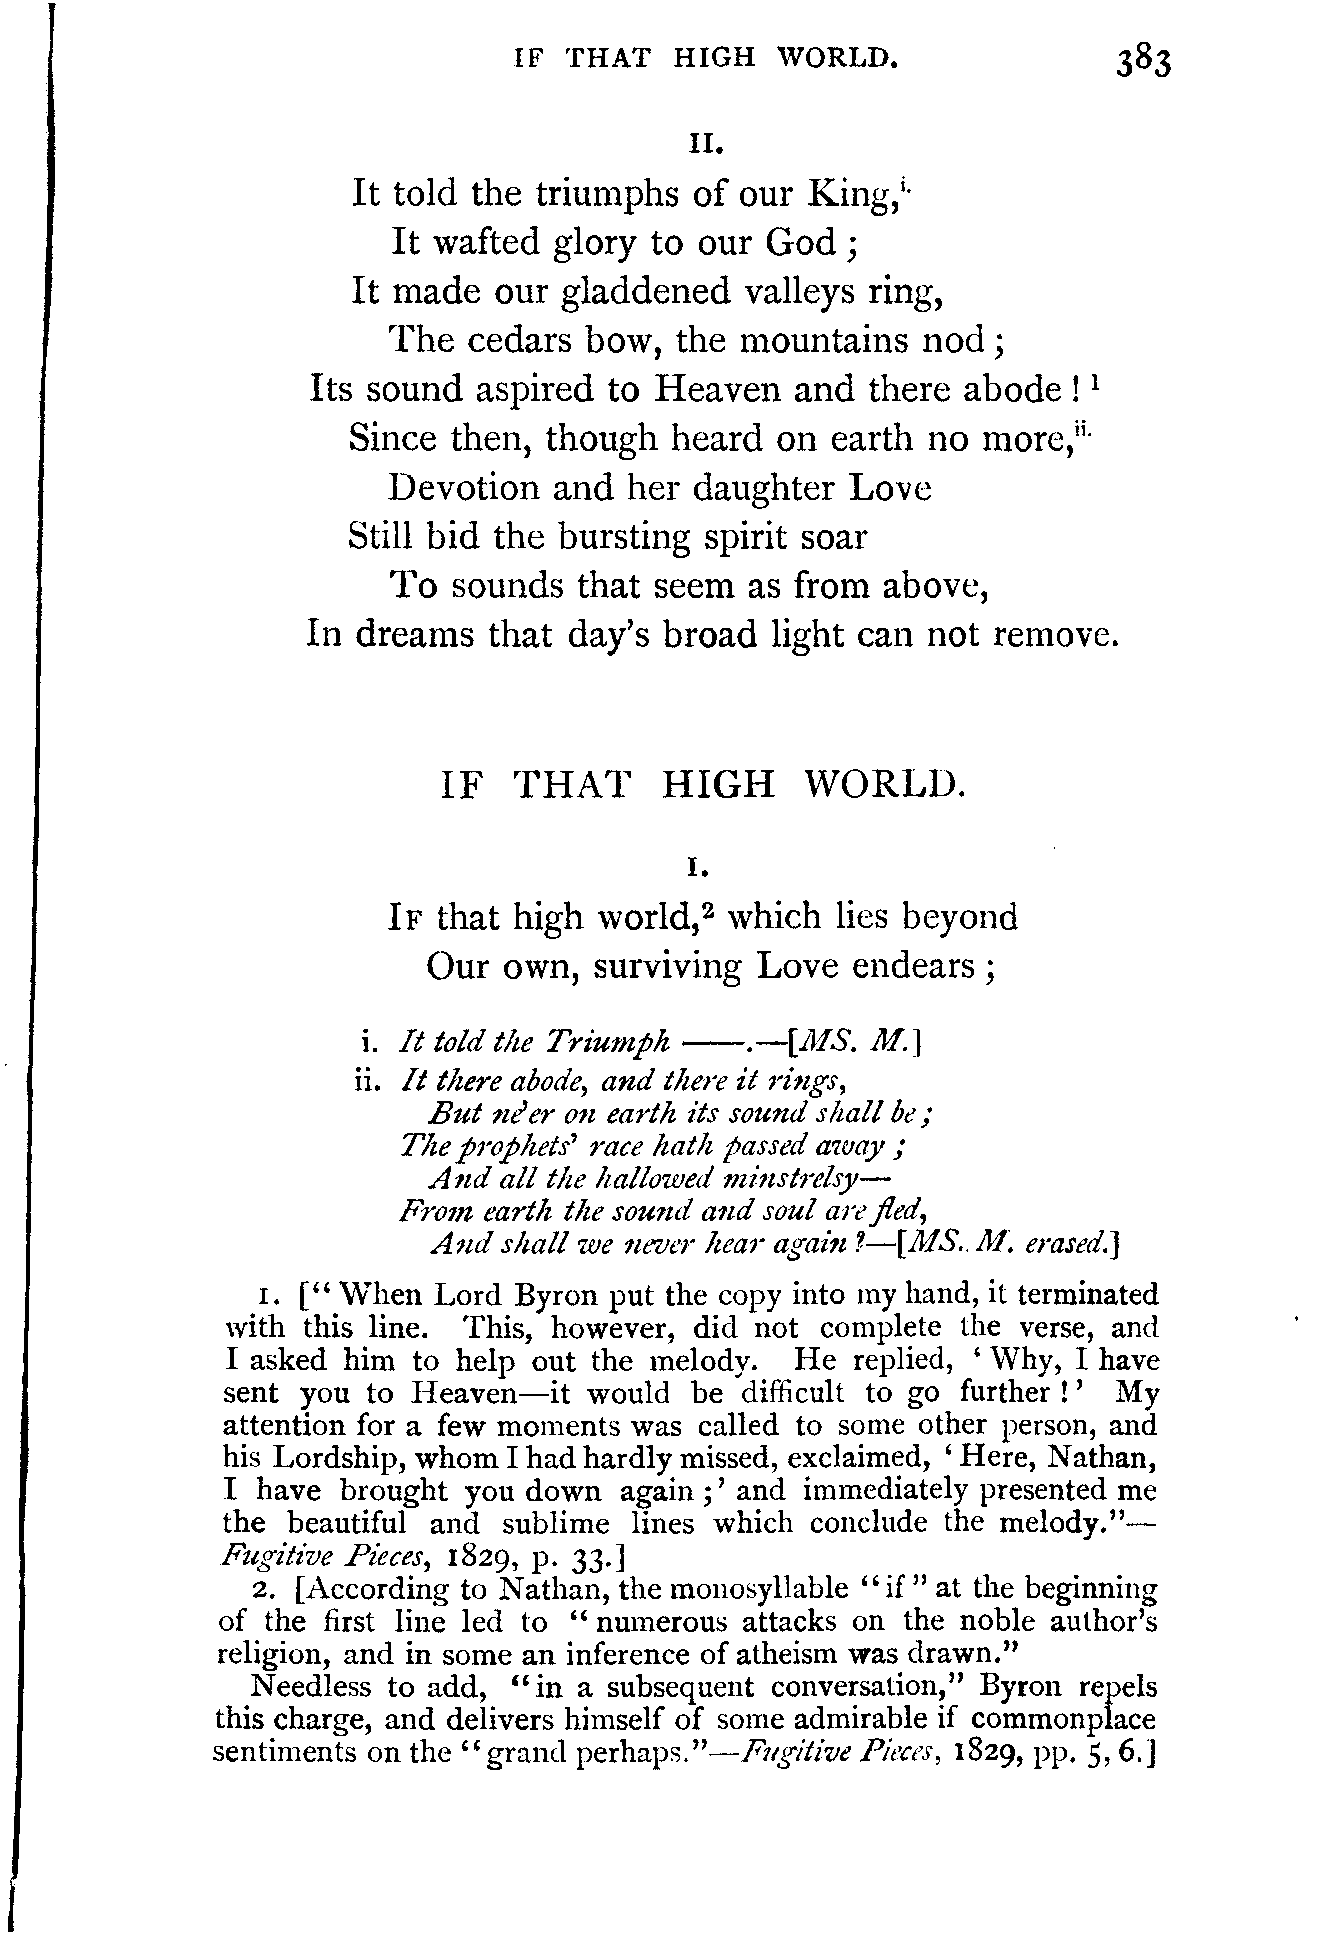 IF THAT HIGH WORLD. 383
II.
It told the triumphs of our King,i.
It wafted glory to our God ;
It made our gladdened valleys ring,
The cedars bow, the mountains nod ;
Its sound aspired to Heaven and there abode ! 1
Since then, though heard on earth no more,ii.
Devotion and her daughter Love
Still bid the bursting spirit soar
To sounds that seem as from above,
In dreams that day's broad light can not remove.
IF THAT HIGH WORLD.
I.
IF that high world,2 which lies beyond
Our own, surviving Love endears ;
i. It told the Triumph ——.—[MS. M.]
ii. It there abode, and there it rings,
But ne'er on earth its sound shall be ;
The prophets' race hath passed away ;
And all the hallowed minstrelsy—
From earth the sound and soul are fled,
And shall we never hear again ?—[MS. M. erased.]
1. ["When Lord Byron put the copy into my hand, it terminated
with this line. This, however, did not complete the verse, and
I asked him to help out the melody. He replied, 'Why, I have
sent you to Heaven—it would be difficult to go further !' My
attention for a few moments was called to some other person, and
his Lordship, whom I had hardly missed, exclaimed, 'Here, Nathan,
I have brought you down again ;' and immediately presented me
the beautiful and sublime lines which conclude the melody."—
Fugitive Pieces, 1829, p. 33.]
2. [According to Nathan, the monosyllable "if" at the beginning
of the first line led to "numerous attacks on the noble author's
religion, and in some an inference of atheism was drawn."
Needless to add, "in a subsequent conversation," Byron repels
this charge, and delivers himself of some admirable if commonplace
sentiments on the "grand perhaps."—Fugitive Pieces, 1829, pp. 5, 6.]